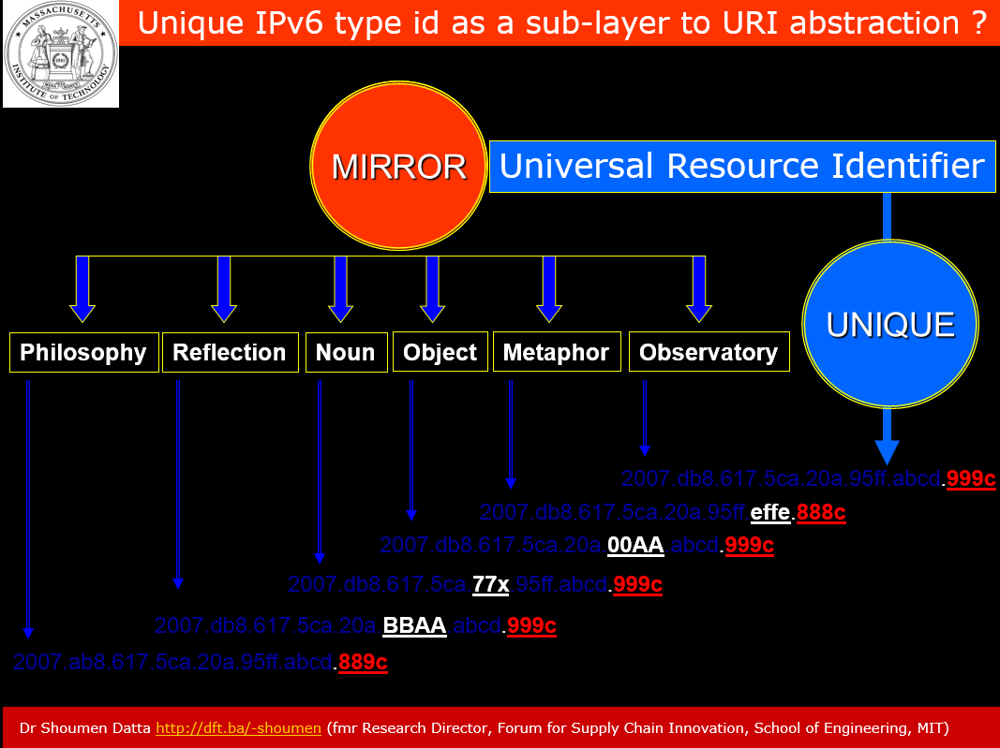 MASSACHUSETTS
INSTITUTE OF TECHNOLOGY
Unique IPv6 type id as a sub-layer to URI abstraction ?
MIRROR
Universal Resource Identifier
UNIQUE
Philosophy
Reflection
Noun
Object
Metaphor
Observatory
2007.db8.617.5ca.20a.95ff.abcd.999c
2007.db8.617.5ca.20a.95ff.effe.888c
2007.db8.617.5ca.20a.00AA.abcd.999c
2007.db8.617.5ca.77x.95ff.abcd.999c
2007.db8.617.5ca.20a.BBAA.abcd.999c
2007.ab8.617.5ca.20a.95ff.abcd.889c
Dr Shoumen Datta http://dft.ba/-shoumen (fmr Research Director, Forum for Supply Chain Innovation, School of Engineering, MIT)